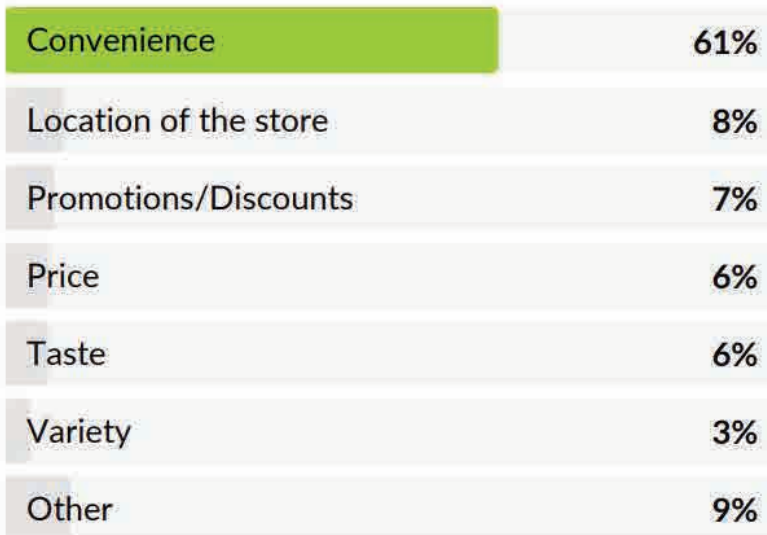 Convenience 61%
Location of the store 8%
Promotions/Discounts 7%
Price 6%
Taste 6%
Variety 3%
Other 9%